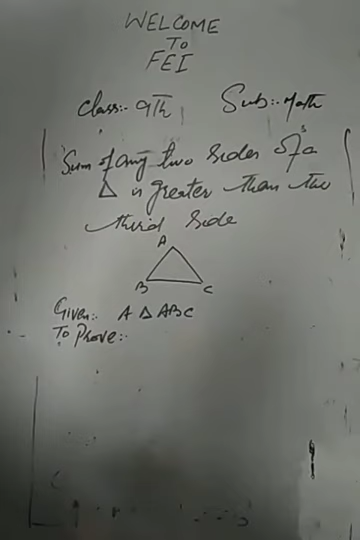 WELCOME
To
FEI
Class:- 9th Sub:- Math
Sum of any two sides of a
Δ is greater than the
third side
A
B C
Given:- A Δ ABC
To Prove:-